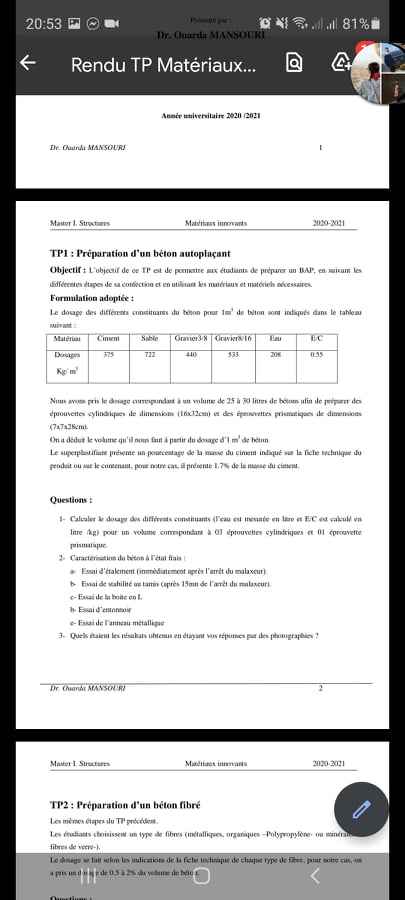 20:53
81%
Présenté par :
Dr. Ouarda MANSOURI
Rendu TP Matériaux...
Année universitaire 2020 /2021
Dr. Ouarda MANSOURI 1
Master I. Structures Matériaux innovants 2020-2021
TP1 : Préparation d'un béton autoplaçant
Objectif : L'objectif de ce TP est de permettre aux étudiants de préparer un BAP, en suivant les
différentes étapes de sa confection et en utilisant les matériaux et matériels nécessaires.
Formulation adoptée :
Le dosage des différents constituants du béton pour 1m³ de béton sont indiqués dans le tableau
suivant :
Matériau Ciment Sable Gravier3/8 Gravier8/16 Eau E/C
Dosages 375 722 440 533 208 0.55
Kg/ m³
Nous avons pris le dosage correspondant à un volume de 25 à 30 litres de bétons afin de préparer des
éprouvettes cylindriques de dimensions (16x32cm) et des éprouvettes prismatiques de dimensions
(7x7x28cm).
On a déduit le volume qu'il nous faut à partir du dosage d'1 m³ de béton.
Le superplastifiant présente un pourcentage de la masse du ciment indiqué sur la fiche technique du
produit ou sur le contenant, pour notre cas, il présente 1.7% de la masse du ciment.
Questions :
1- Calculer le dosage des différents constituants (l'eau est mesurée en litre et E/C est calculé en
litre /kg) pour un volume correspondant à 03 éprouvettes cylindriques et 01 éprouvette
prismatique.
2- Caractérisation du béton à l'état frais :
a- Essai d'étalement (immédiatement après l'arrêt du malaxeur).
b- Essai de stabilité au tamis (après 15mn de l'arrêt du malaxeur).
c- Essai de la boite en L
b- Essai d'entonnoir
e- Essai de l'anneau métallique
3- Quels étaient les résultats obtenus en étayant vos réponses par des photographies ?
Dr. Ouarda MANSOURI 2
Master I. Structures Matériaux innovants 2020-2021
TP2 : Préparation d'un béton fibré
Les mêmes étapes du TP précédent.
Les étudiants choisissent un type de fibres (métalliques, organiques –Polypropylène- ou
fibres de verre-).
Le dosage se fait selon les indications de la fiche technique de chaque type de fibre, pour notre cas, on
a pris un dosage de 0.5 à 2% du volume de béton.
Questions :